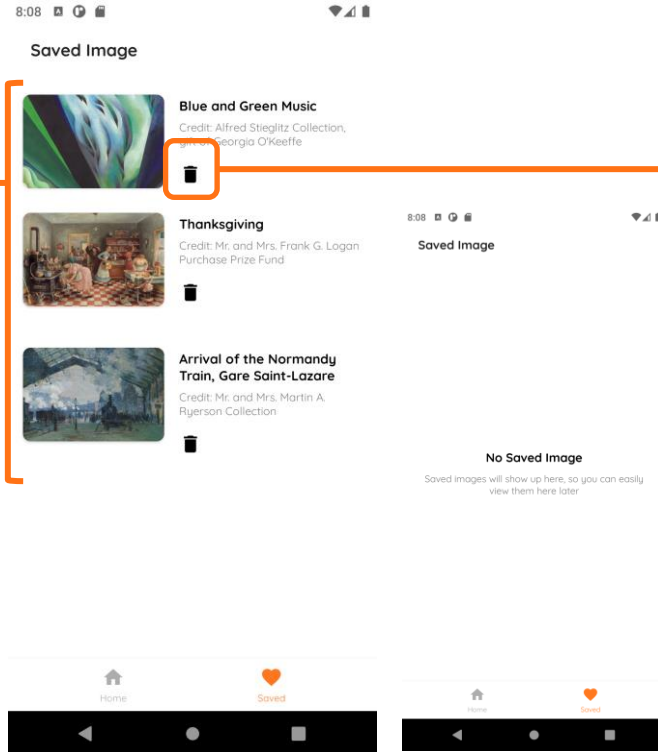 8:08
Saved Image
Blue and Green Music
Credit: Alfred Stieglitz Collection,
gift of Georgia O'Keeffe
Thanksgiving
Credit: Mr. and Mrs. Frank G. Logan
Purchase Prize Fund
Arrival of the Normandy
Train, Gare Saint-Lazare
Credit: Mr. and Mrs. Martin A.
Ryerson Collection
Home
Saved
8:08
Saved Image
No Saved Image
Saved images will show up here, so you can easily
view them here later
Home
Saved